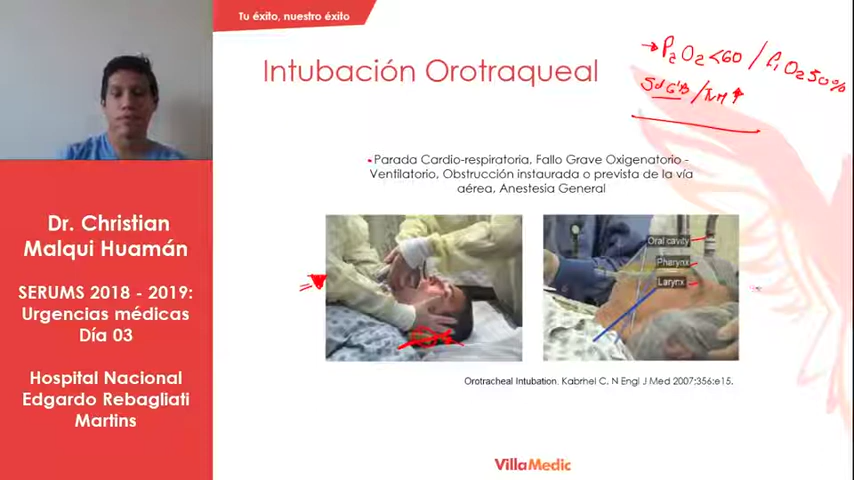 Tu éxito, nuestro éxito
Intubación Orotraqueal
O2 <60 / FiO2 50%
Parada Cardio-respiratoria, Fallo Grave Oxigenatorio -
Ventilatorio, Obstrucción instaurada o prevista de la vía
aérea, Anestesia General
Oral cavity
Pharynx
Larynx
Orotracheal Intubation. Kabrhel C. N Engl J Med 2007;356:e15.
Dr. Christian
Malqui Huamán
SERUMS 2018 - 2019:
Urgencias médicas
Día 03
Hospital Nacional
Edgardo Rebagliati
Martins
VillaMedic